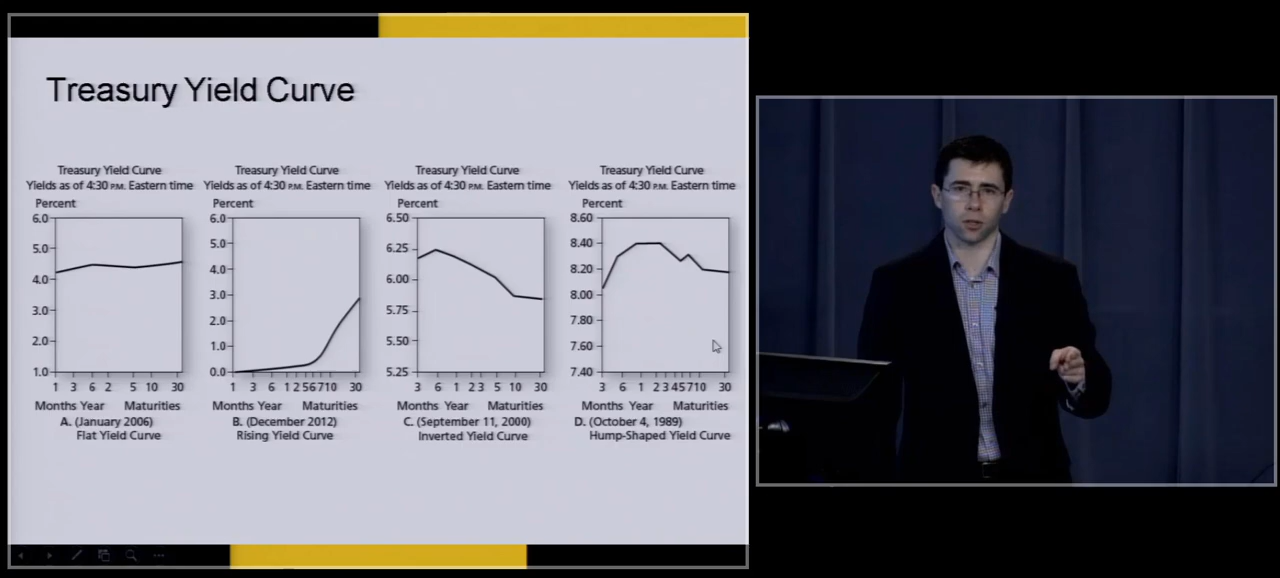 Treasury Yield Curve
Treasury Yield Curve
Yields as of 4:30 P.M. Eastern time
Percent
6.0
5.0
4.0
3.0
2.0
1.0
1 3 6 2 5 10 30
Months Year Maturities
A. (January 2006)
Flat Yield Curve
Treasury Yield Curve
Yields as of 4:30 P.M. Eastern time
Percent
6.0
5.0
4.0
3.0
2.0
1.0
0.0
1 3 6 1 2 5 6 7 10 30
Months Year Maturities
B. (December 2012)
Rising Yield Curve
Treasury Yield Curve
Yields as of 4:30 P.M. Eastern time
Percent
6.50
6.25
6.00
5.75
5.50
5.25
3 6 1 2 3 5 10 30
Months Year Maturities
C. (September 11, 2000)
Inverted Yield Curve
Treasury Yield Curve
Yields as of 4:30 P.M. Eastern time
Percent
8.60
8.40
8.20
8.00
7.80
7.60
7.40
3 6 1 2 3 4 5 7 10 30
Months Year Maturities
D. (October 4, 1989)
Hump-Shaped Yield Curve